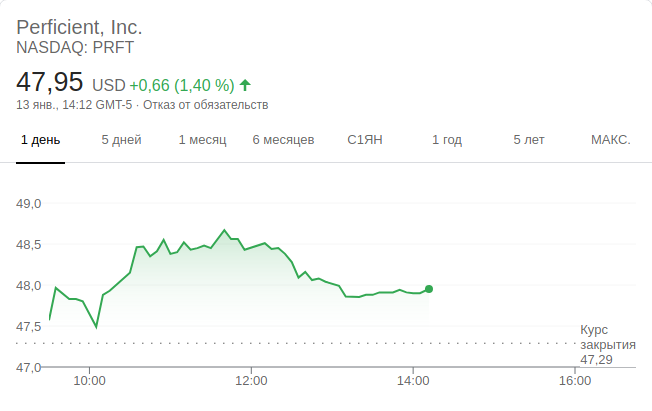 Perficient, Inc.
NASDAQ: PRFT
47,95 USD +0,66 (1,40 %)
13 янв., 14:12 GMT-5 · Отказ от обязательств
1 день 5 дней 1 месяц 6 месяцев С1ЯН 1 год 5 лет МАКС.
49,0
48,5
48,0
47,5
47,0
Курс
закрытия
47,29
10:00 12:00 14:00 16:00